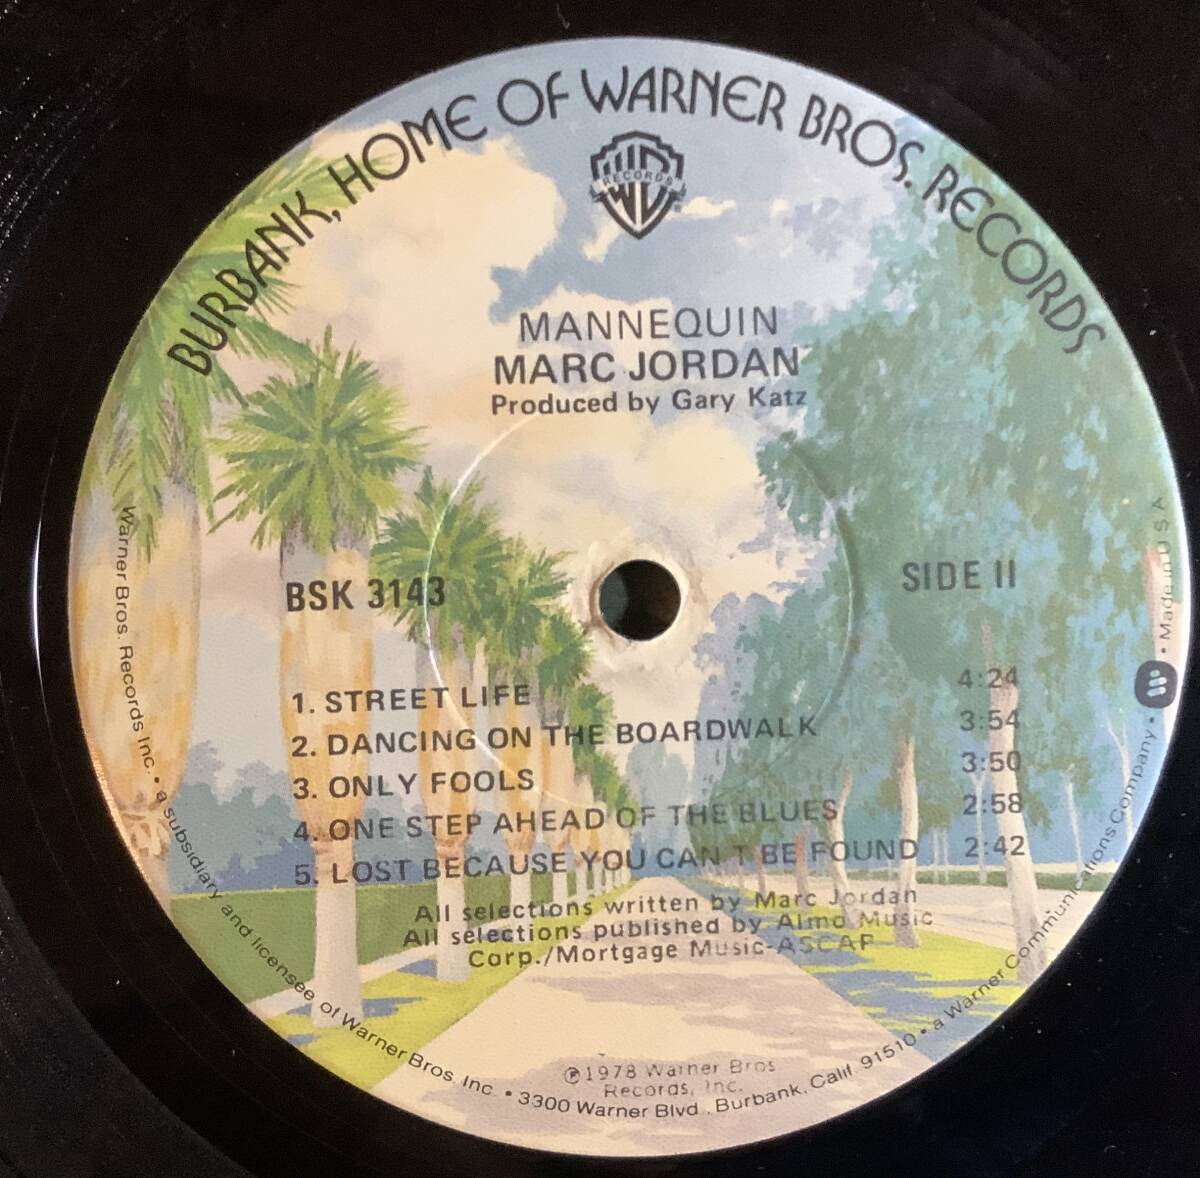 BURBANK, HOME OF WARNER BROS. RECORDS
WB
RECORDS
MANNEQUIN
MARC JORDAN
Produced by Gary Katz
BSK 3143
SIDE II
1. STREET LIFE 4:24
2. DANCING ON THE BOARDWALK 3:54
3. ONLY FOOLS 3:50
4. ONE STEP AHEAD OF THE BLUES 2:58
5. LOST BECAUSE YOU CAN'T BE FOUND 2:42
All selections written by Marc Jordan
All selections published by Almo Music
Corp./Mortgage Music-ASCAP
℗1978 Warner Bros
Records, Inc.
Warner Bros. Records Inc. • a subsidiary and licensee of Warner Bros. Inc. • 3300 Warner Blvd., Burbank, Calif. 91510 • a Warner Communications Company • Made in U S A